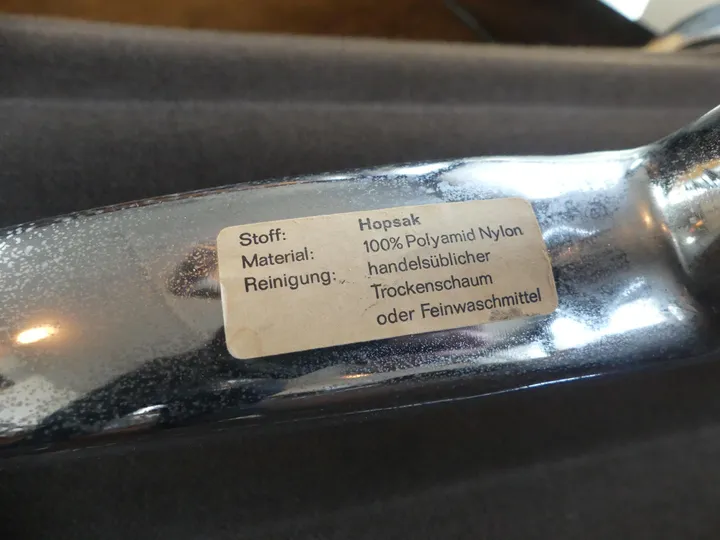 Stoff: Hopsak
Material: 100% Polyamid Nylon
Reinigung: handelsüblicher
Trockenschaum
oder Feinwaschmittel